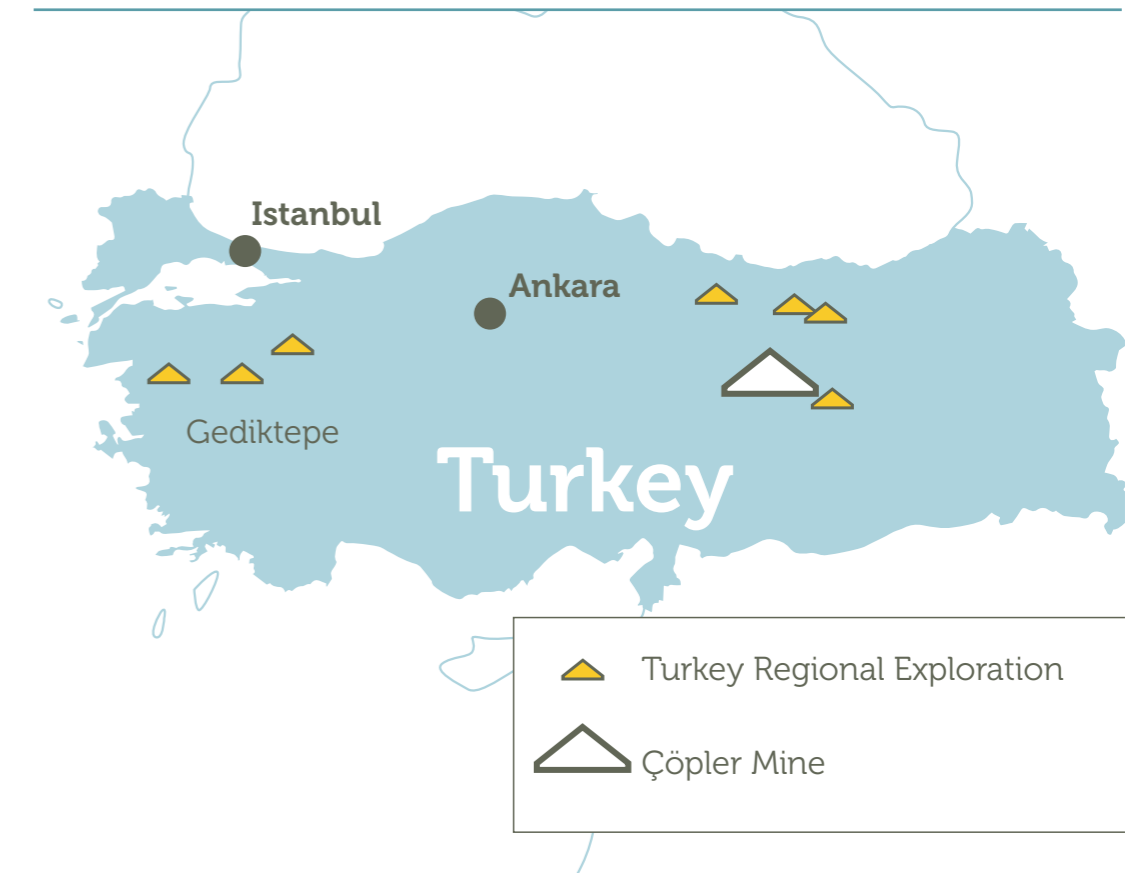 Istanbul
Ankara
Gediktepe
Turkey
Turkey Regional Exploration
Çöpler Mine